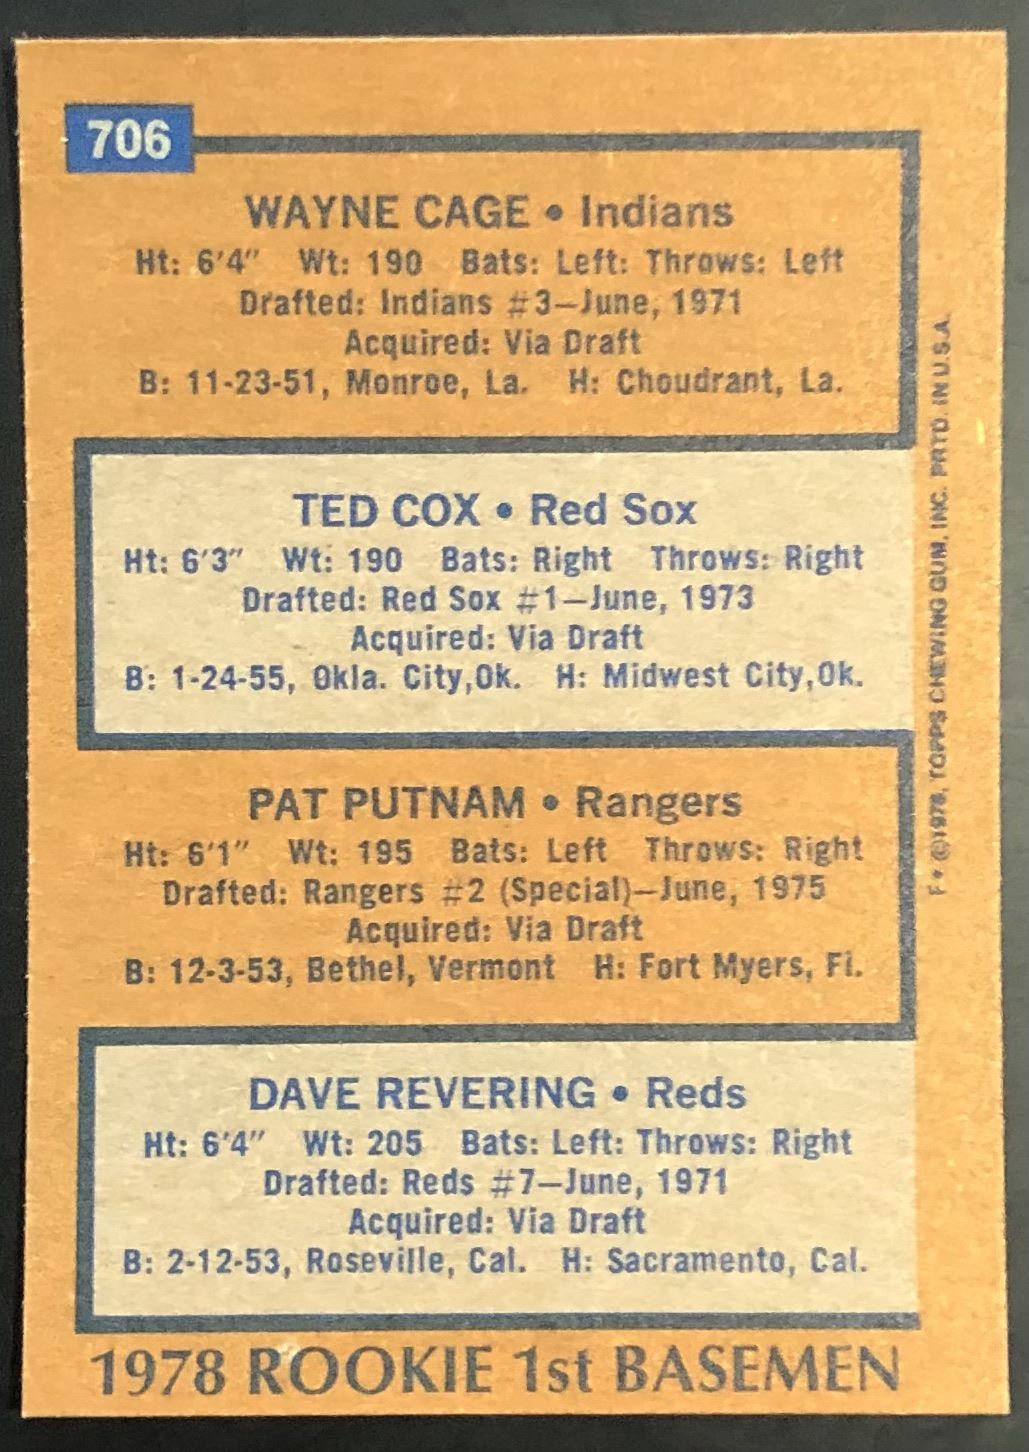 706
WAYNE CAGE • Indians
Ht: 6'4" Wt: 190 Bats: Left: Throws: Left
Drafted: Indians #3—June, 1971
Acquired: Via Draft
B: 11-23-51, Monroe, La. H: Choudrant, La.
TED COX • Red Sox
Ht: 6'3" Wt: 190 Bats: Right Throws: Right
Drafted: Red Sox #1—June, 1973
Acquired: Via Draft
B: 1-24-55, Okla. City,Ok. H: Midwest City,Ok.
PAT PUTNAM • Rangers
Ht: 6'1" Wt: 195 Bats: Left Throws: Right
Drafted: Rangers #2 (Special)—June, 1975
Acquired: Via Draft
B: 12-3-53, Bethel, Vermont H: Fort Myers, Fl.
DAVE REVERING • Reds
Ht: 6'4" Wt: 205 Bats: Left: Throws: Right
Drafted: Reds #7—June, 1971
Acquired: Via Draft
B: 2-12-53, Roseville, Cal. H: Sacramento, Cal.
1978 ROOKIE 1st BASEMEN
F* ©1978, TOPPS CHEWING GUM, INC. PRTD. IN U.S.A.